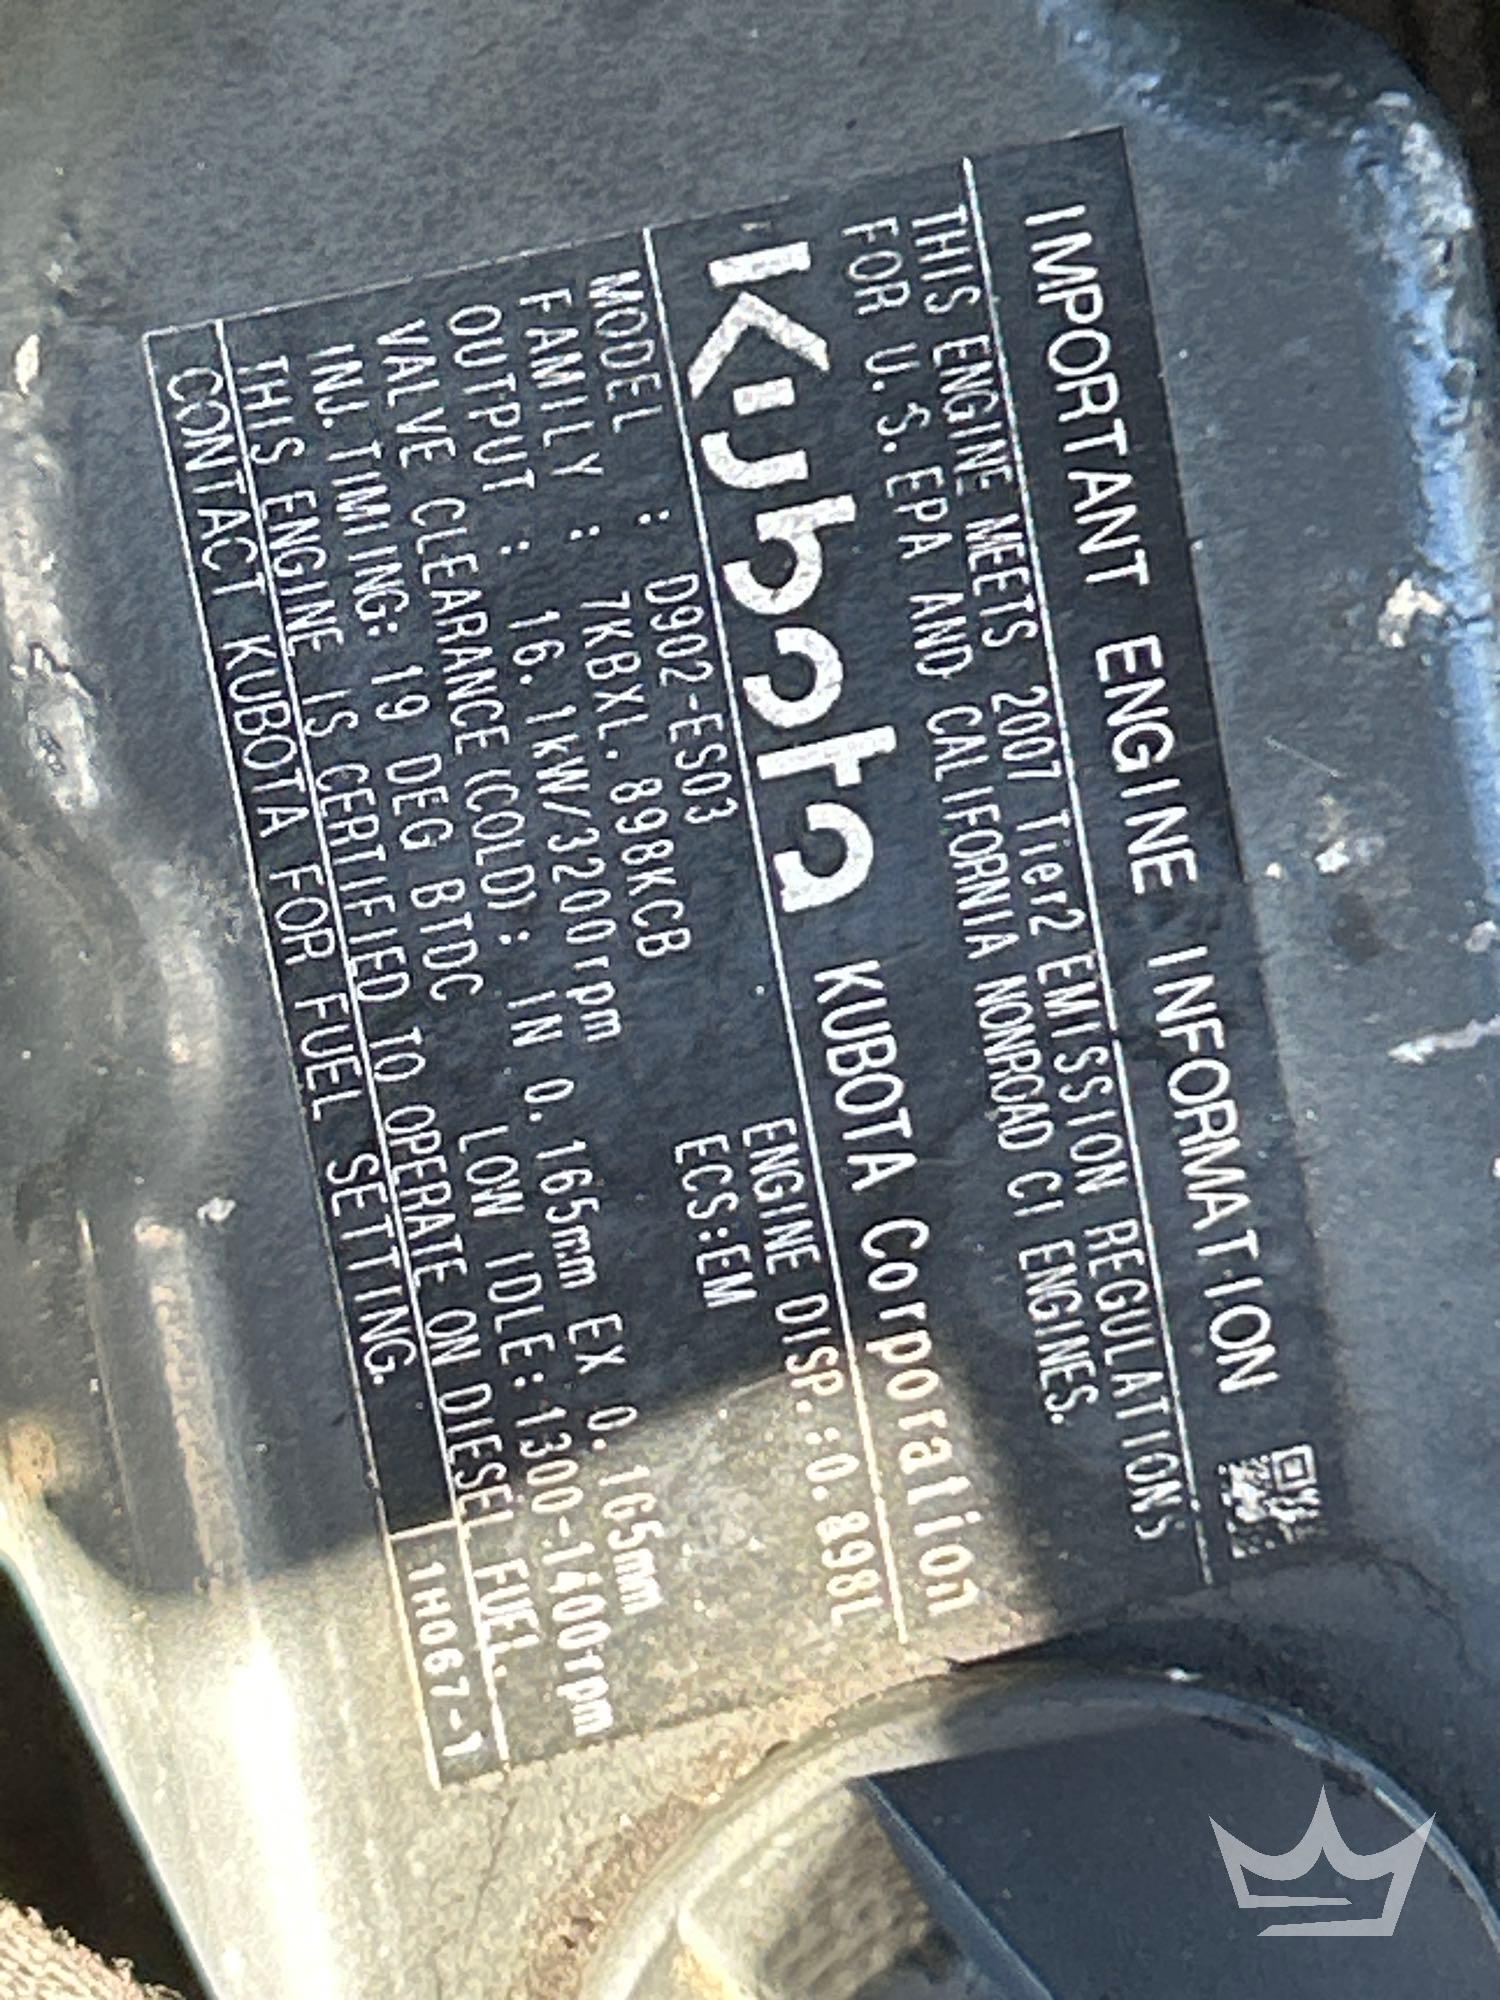 IMPORTANT ENGINE INFORMATION
THIS ENGINE MEETS 2007 Tier2 EMISSION REGULATIONS
FOR U.S.EPA AND CALIFORNIA NONROAD CI ENGINES.
Kubota KUBOTA Corporation
MODEL : D902-ES03 ENGINE DISP.:0.898L
FAMILY : 7KBXL.898KCB ECS:EM
OUTPUT : 16.1kW/3200rpm
VALVE CLEARANCE(COLD): IN 0.165mm EX 0.165mm
INJ.TIMING: 19 DEG BTDC LOW IDLE:1300-1400rpm
THIS ENGINE IS CERTIFIED TO OPERATE ON DIESEL FUEL.
CONTACT KUBOTA FOR FUEL SETTING. 1H067-1